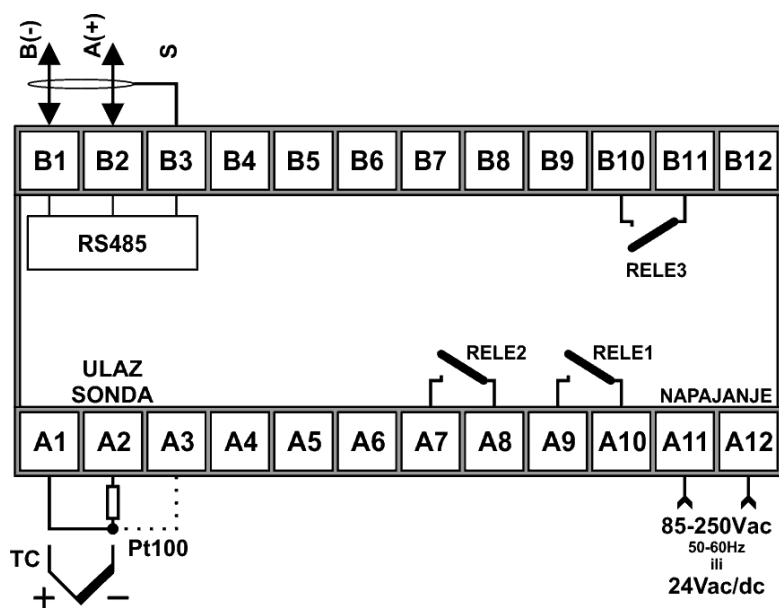 B(-) A(+) S
B1 B2 B3 B4 B5 B6 B7 B8 B9 B10 B11 B12
RS485
RELE3
ULAZ
SONDA
RELE2
RELE1
NAPAJANJE
A1 A2 A3 A4 A5 A6 A7 A8 A9 A10 A11 A12
Pt100
TC
+ −
85-250Vac
50-60Hz
ili
24Vac/dc